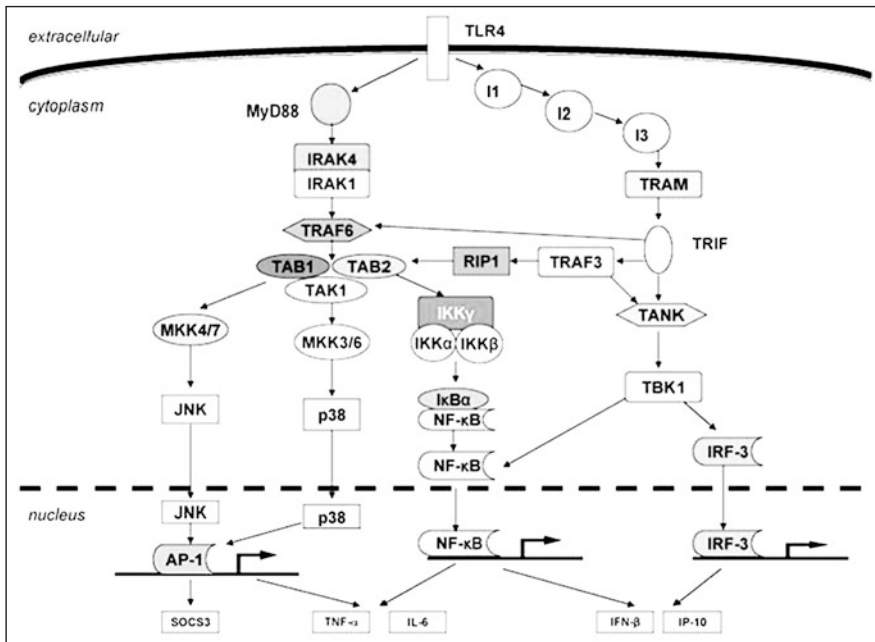 extracellular
TLR4
cytoplasm
MyD88
I1
I2
I3
IRAK4
IRAK1
TRAM
TRAF6
TRIF
TAB1
TAB2
RIP1
TRAF3
TAK1
IKKγ
TANK
MKK4/7
MKK3/6
IKKα
IKKβ
TBK1
JNK
p38
IκBα
NF-κB
IRF-3
NF-κB
nucleus
JNK
p38
AP-1
NF-κB
IRF-3
SOCS3
TNF-α
IL-6
IFN-β
IP-10